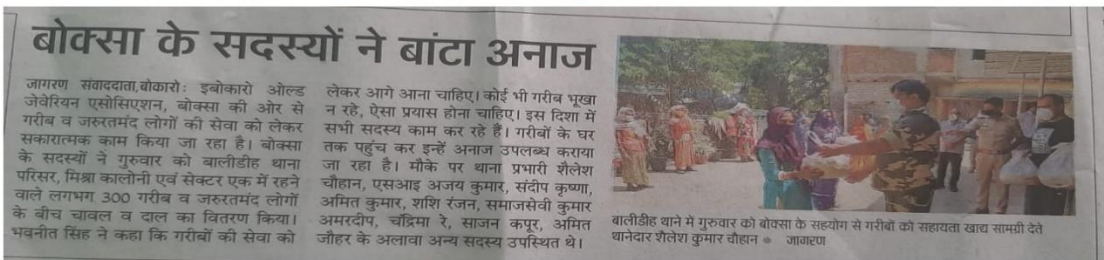 बोक्सा के सदस्यों ने बांटा अनाज
जागरण संवाददाता,बोकारो: इबोकारो ओल्ड
जेवेरियन एसोसिएशन, बोक्सा की ओर से
गरीब व जरुरतमंद लोगों की सेवा को लेकर
सकारात्मक काम किया जा रहा है। बोक्सा
के सदस्यों ने गुरुवार को बालीडीह थाना
परिसर, मिश्रा कालोनी एवं सेक्टर एक में रहने
वाले लगभग 300 गरीब व जरुरतमंद लोगों
के बीच चावल व दाल का वितरण किया।
भवनीत सिंह ने कहा कि गरीबों की सेवा को
लेकर आगे आना चाहिए। कोई भी गरीब भूखा
न रहे, ऐसा प्रयास होना चाहिए। इस दिशा में
सभी सदस्य काम कर रहे हैं। गरीबों के घर
तक पहुंच कर इन्हें अनाज उपलब्ध कराया
जा रहा है। मौके पर थाना प्रभारी शैलेश
चौहान, एसआइ अजय कुमार, संदीप कृष्णा,
अमित कुमार, शशि रंजन, समाजसेवी कुमार
अमरदीप, चंद्रिमा रे, साजन कपूर, अमित
जौहर के अलावा अन्य सदस्य उपस्थित थे।
बालीडीह थाने में गुरुवार को बोक्सा के सहयोग से गरीबों को सहायता खाद्य सामग्री देते
थानेदार शैलेश कुमार चौहान ● जागरण